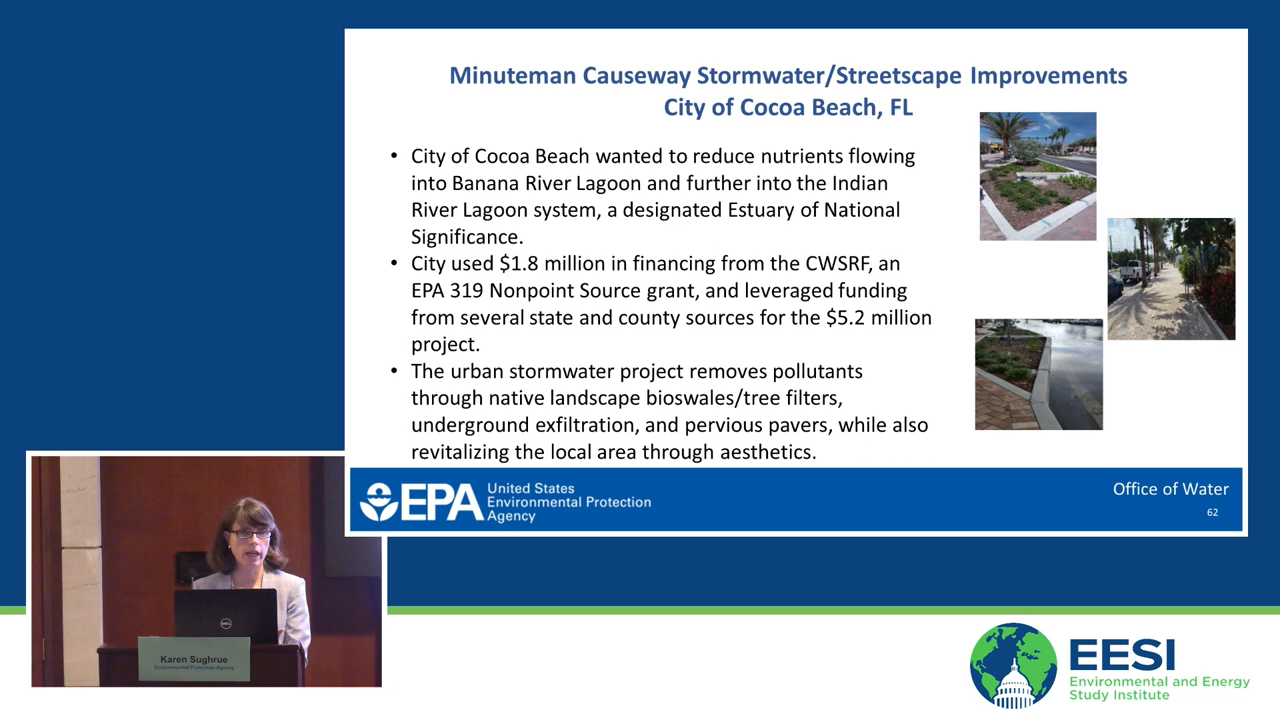 Minuteman Causeway Stormwater/Streetscape Improvements
City of Cocoa Beach, FL
• City of Cocoa Beach wanted to reduce nutrients flowing
into Banana River Lagoon and further into the Indian
River Lagoon system, a designated Estuary of National
Significance.
• City used $1.8 million in financing from the CWSRF, an
EPA 319 Nonpoint Source grant, and leveraged funding
from several state and county sources for the $5.2 million
project.
• The urban stormwater project removes pollutants
through native landscape bioswales/tree filters,
underground exfiltration, and pervious pavers, while also
revitalizing the local area through aesthetics.
EPA
United States
Environmental Protection
Agency
Office of Water
62
DELL
Karen Sughrue
Environmental Protection Agency
EESI
Environmental and Energy
Study Institute